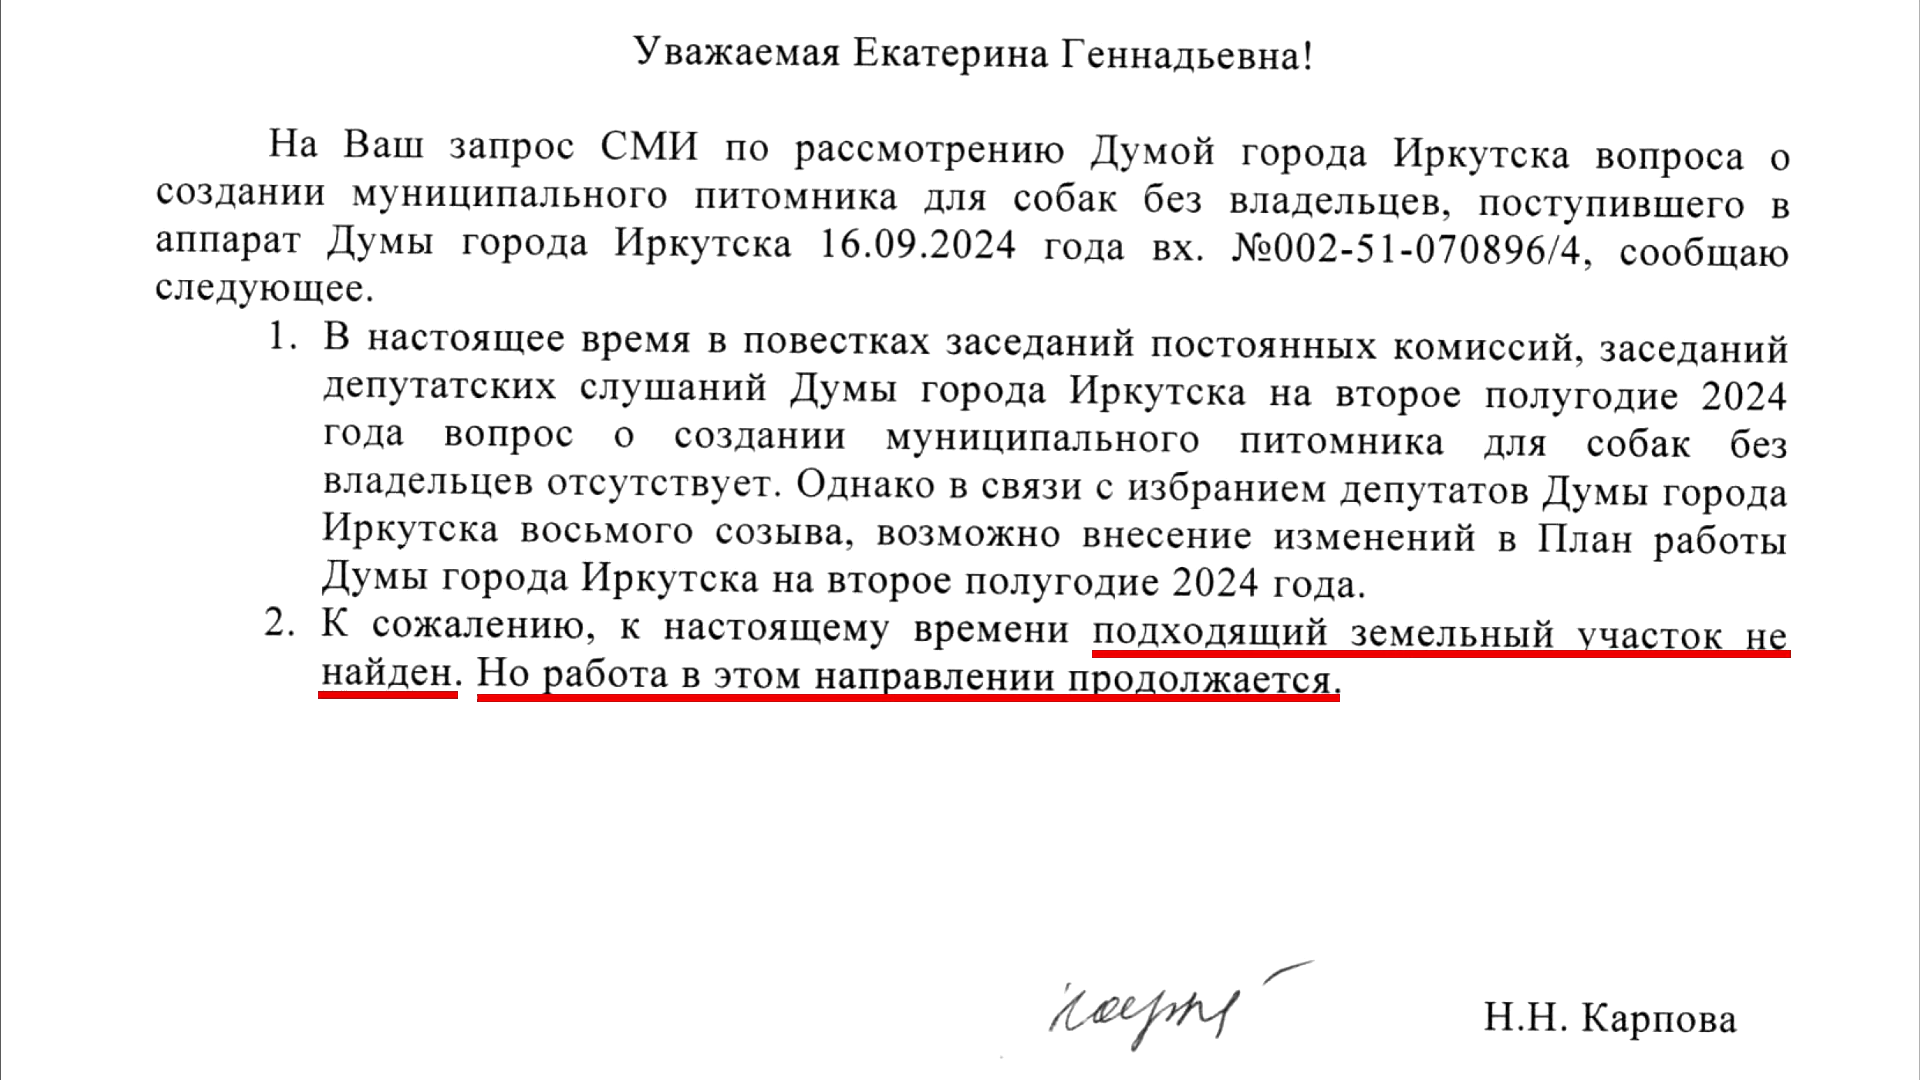 Уважаемая Екатерина Геннадьевна!
На Ваш запрос СМИ по рассмотрению Думой города Иркутска вопроса о
создании муниципального питомника для собак без владельцев, поступившего в
аппарат Думы города Иркутска 16.09.2024 года вх. №002-51-070896/4, сообщаю
следующее.
1. В настоящее время в повестках заседаний постоянных комиссий, заседаний
депутатских слушаний Думы города Иркутска на второе полугодие 2024
года вопрос о создании муниципального питомника для собак без
владельцев отсутствует. Однако в связи с избранием депутатов Думы города
Иркутска восьмого созыва, возможно внесение изменений в План работы
Думы города Иркутска на второе полугодие 2024 года.
2. К сожалению, к настоящему времени подходящий земельный участок не
найден. Но работа в этом направлении продолжается.
Н.Н. Карпова